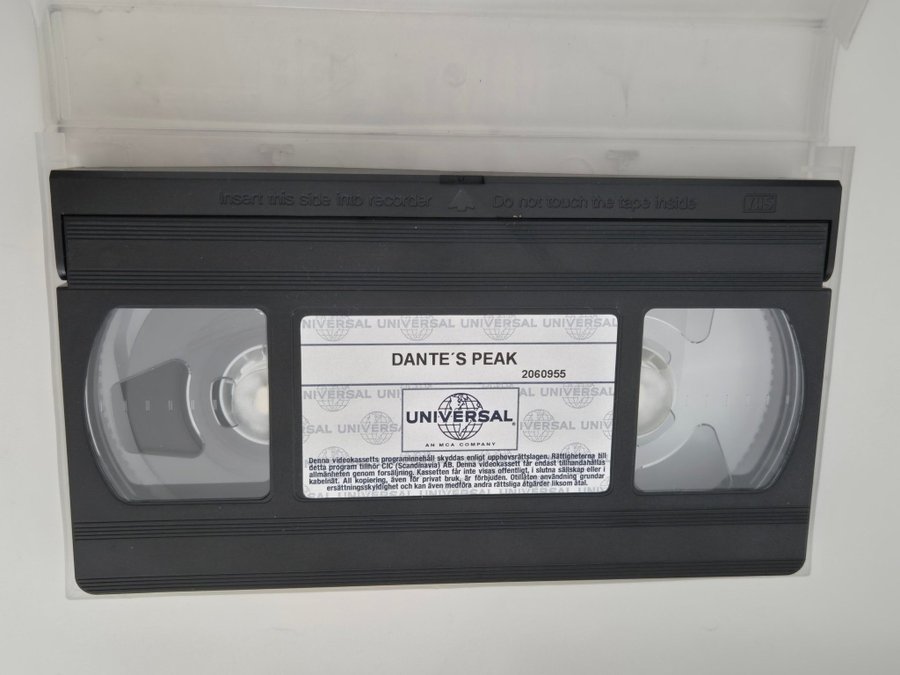 Insert this side into recorder Do not touch the tape inside VHS
NIVERSAL UNIVERSAL UNIVERSAL UNIVERSAL
DANTE´S PEAK
2060955
UNIVERSAL
AN MCA COMPANY
Denna videokassetts programinnehåll skyddas enligt upphovsrättslagen. Rättigheterna till
detta program tillhör CIC (Scandinavia) AB. Denna videokassett får endast tillhandahållas
allmänheten genom försäljning. Kassetten får inte visas offentligt, i slutna sällskap eller i
kabelnät. All kopiering, även för privat bruk, är förbjuden. Otillåten användning grundar
ersättningsskyldighet och kan även medföra andra rättsliga åtgärder liksom åtal.